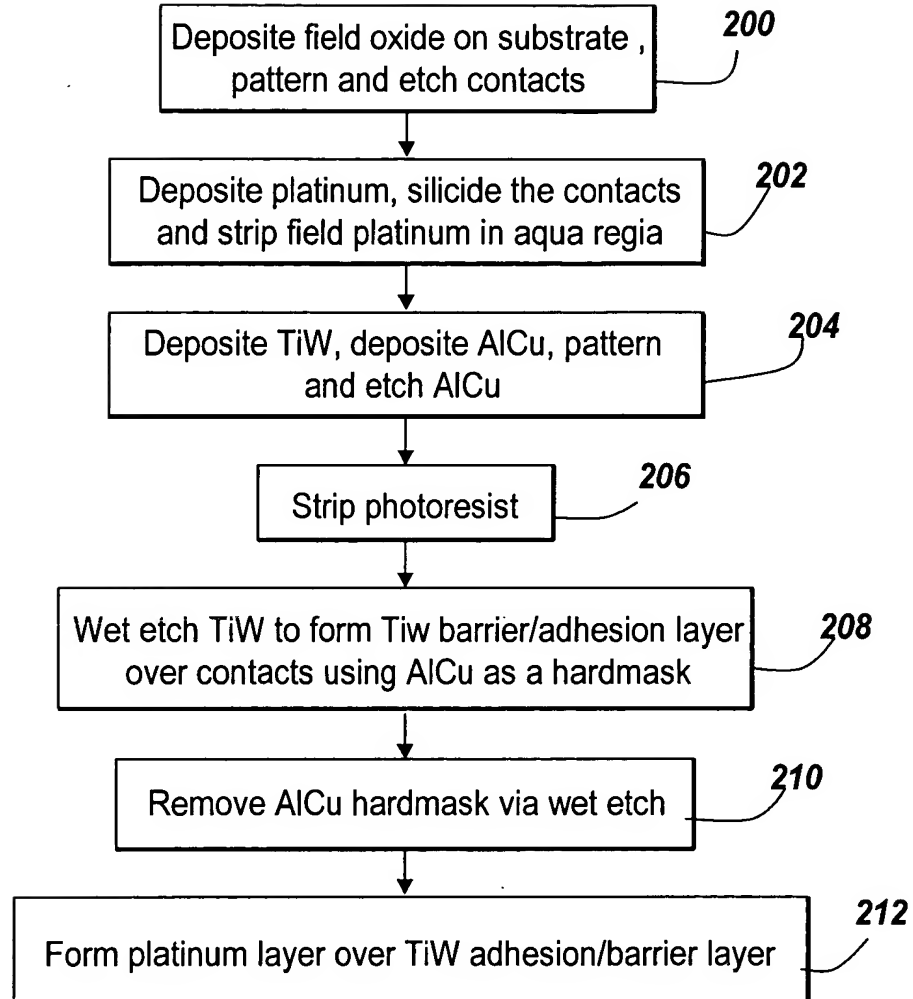 Deposite field oxide on substrate ,
pattern and etch contacts
200
Deposite platinum, silicide the contacts
and strip field platinum in aqua regia
202
Deposite TiW, deposite AlCu, pattern
and etch AlCu
204
Strip photoresist
206
Wet etch TiW to form Tiw barrier/adhesion layer
over contacts using AlCu as a hardmask
208
Remove AlCu hardmask via wet etch
210
Form platinum layer over TiW adhesion/barrier layer
212